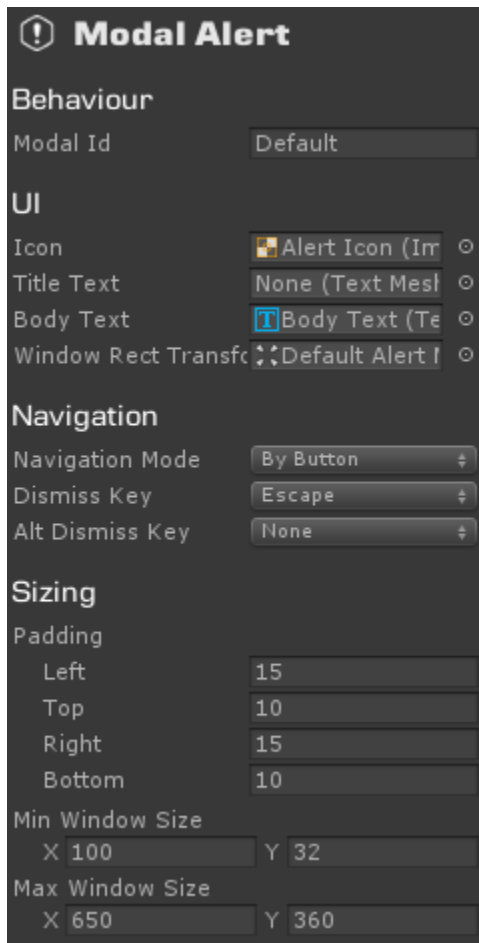 Modal Alert
Behaviour
Modal Id Default
UI
Icon Alert Icon (Im
Title Text None (Text Mesh
Body Text Body Text (Te
Window Rect Transfo Default Alert
Navigation
Navigation Mode By Button
Dismiss Key Escape
Alt Dismiss Key None
Sizing
Padding
Left 15
Top 10
Right 15
Bottom 10
Min Window Size
X 100 Y 32
Max Window Size
X 650 Y 360